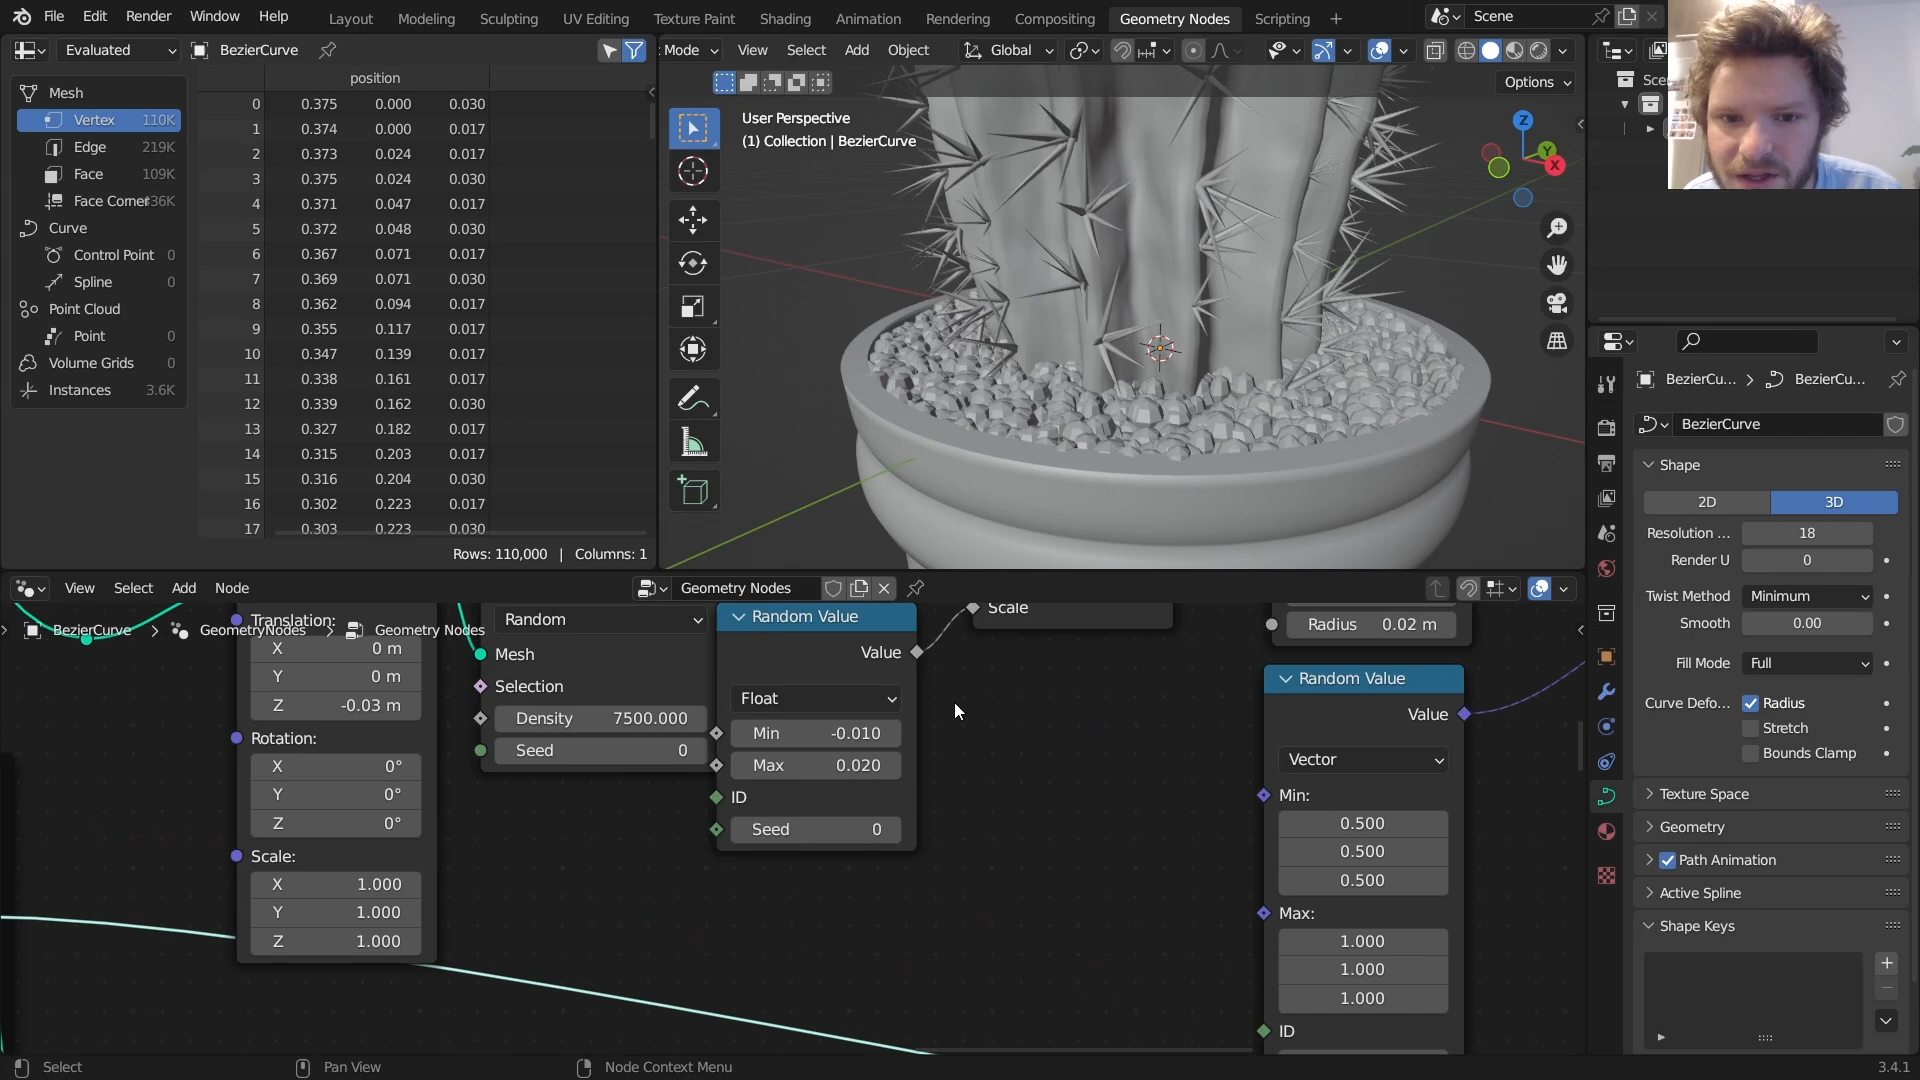 File Edit Render Window Help
Layout Modeling Sculpting UV Editing Texture Paint Shading Animation Rendering Compositing Geometry Nodes Scripting +
Scene
Evaluated BezierCurve
Mode View Select Add Object Global
Options
Mesh
Vertex 110K
Edge 219K
Face 109K
Face Corner 36K
Curve
Control Point 0
Spline 0
Point Cloud
Point 0
Volume Grids
Instances 3.6K
position
0 0.375 0.000 0.030
1 0.374 0.000 0.017
2 0.373 0.024 0.017
3 0.375 0.024 0.030
4 0.371 0.047 0.017
5 0.372 0.048 0.030
6 0.367 0.071 0.017
7 0.369 0.071 0.030
8 0.362 0.094 0.017
9 0.355 0.117 0.017
10 0.347 0.139 0.017
11 0.338 0.161 0.017
12 0.339 0.162 0.030
13 0.327 0.182 0.017
14 0.315 0.203 0.017
15 0.316 0.204 0.030
16 0.302 0.223 0.017
17 0.303 0.223 0.030
Rows: 110,000 | Columns: 1
User Perspective
(1) Collection | BezierCurve
Z
Y
X
View Select Add Node
Geometry Nodes
BezierCurve > GeometryNodes > Geometry Nodes
Translation:
X 0 m
Y 0 m
Z -0.03 m
Rotation:
X 0°
Y 0°
Z 0°
Scale:
X 1.000
Y 1.000
Z 1.000
Random
Mesh
Selection
Density 7500.000
Seed 0
Random Value
Value
Float
Min -0.010
Max 0.020
ID
Seed 0
Scale
Radius 0.02 m
Random Value
Value
Vector
Min:
0.500
0.500
0.500
Max:
1.000
1.000
1.000
ID
BezierCu... > BezierCu...
BezierCurve
Shape
2D 3D
Resolution ... 18
Render U 0
Twist Method Minimum
Smooth 0.00
Fill Mode Full
Curve Defo... Radius
Stretch
Bounds Clamp
Texture Space
Geometry
Path Animation
Active Spline
Shape Keys
Select Pan View Node Context Menu
3.4.1